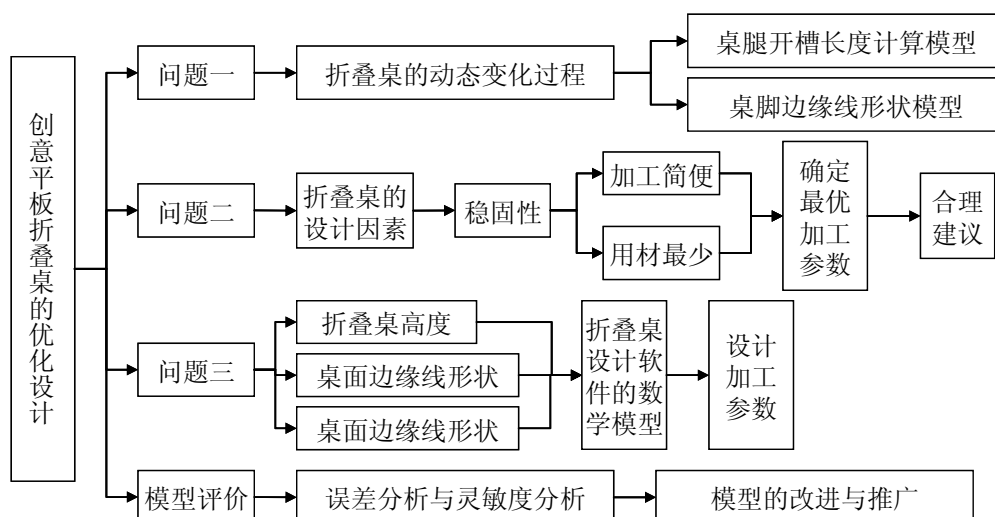 创意平板折叠桌的优化设计
问题一
折叠桌的动态变化过程
桌腿开槽长度计算模型
桌脚边缘线形状模型
问题二
折叠桌的
设计因素
稳固性
加工简便
用材最少
确定
最优
加工
参数
合理
建议
问题三
折叠桌高度
桌面边缘线形状
桌面边缘线形状
折叠桌
设计软
件的数
学模型
设计
加工
参数
模型评价
误差分析与灵敏度分析
模型的改进与推广